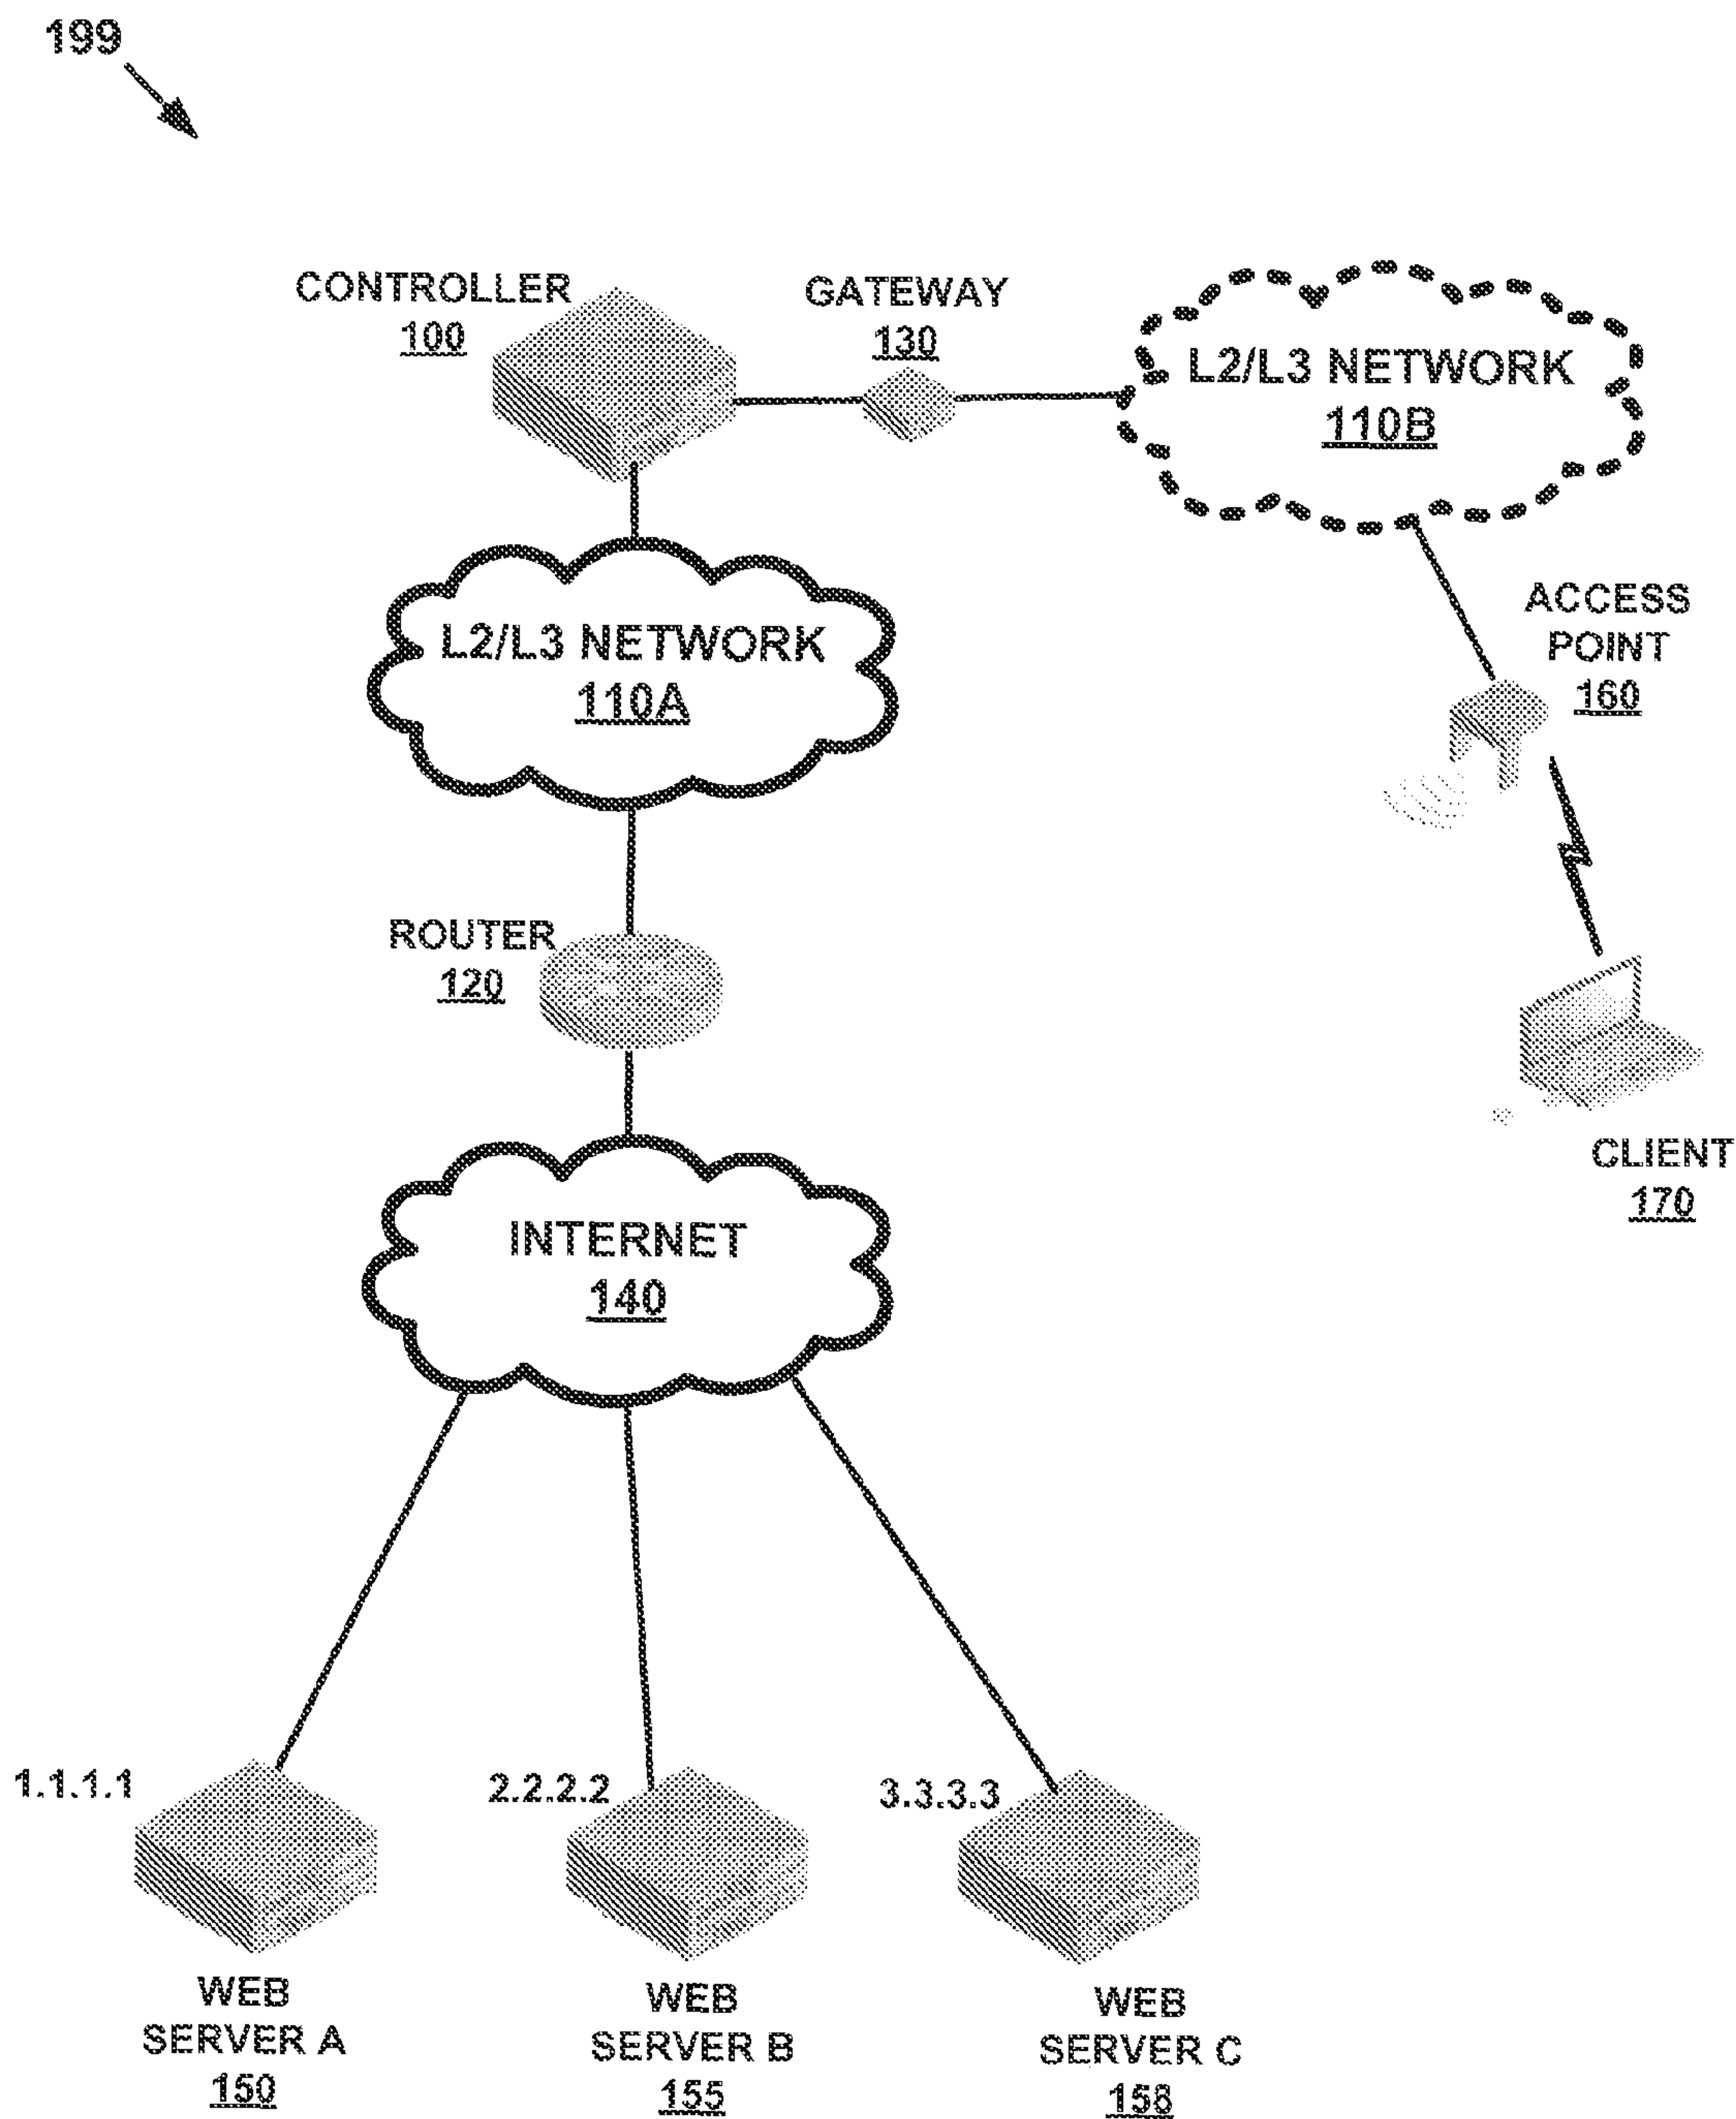 199
CONTROLLER
100
GATEWAY
130
L2/L3 NETWORK
110B
L2/L3 NETWORK
110A
ACCESS
POINT
160
ROUTER
120
CLIENT
170
INTERNET
140
1.1.1.1
2.2.2.2
3.3.3.3
WEB
SERVER A
150
WEB
SERVER B
155
WEB
SERVER C
158